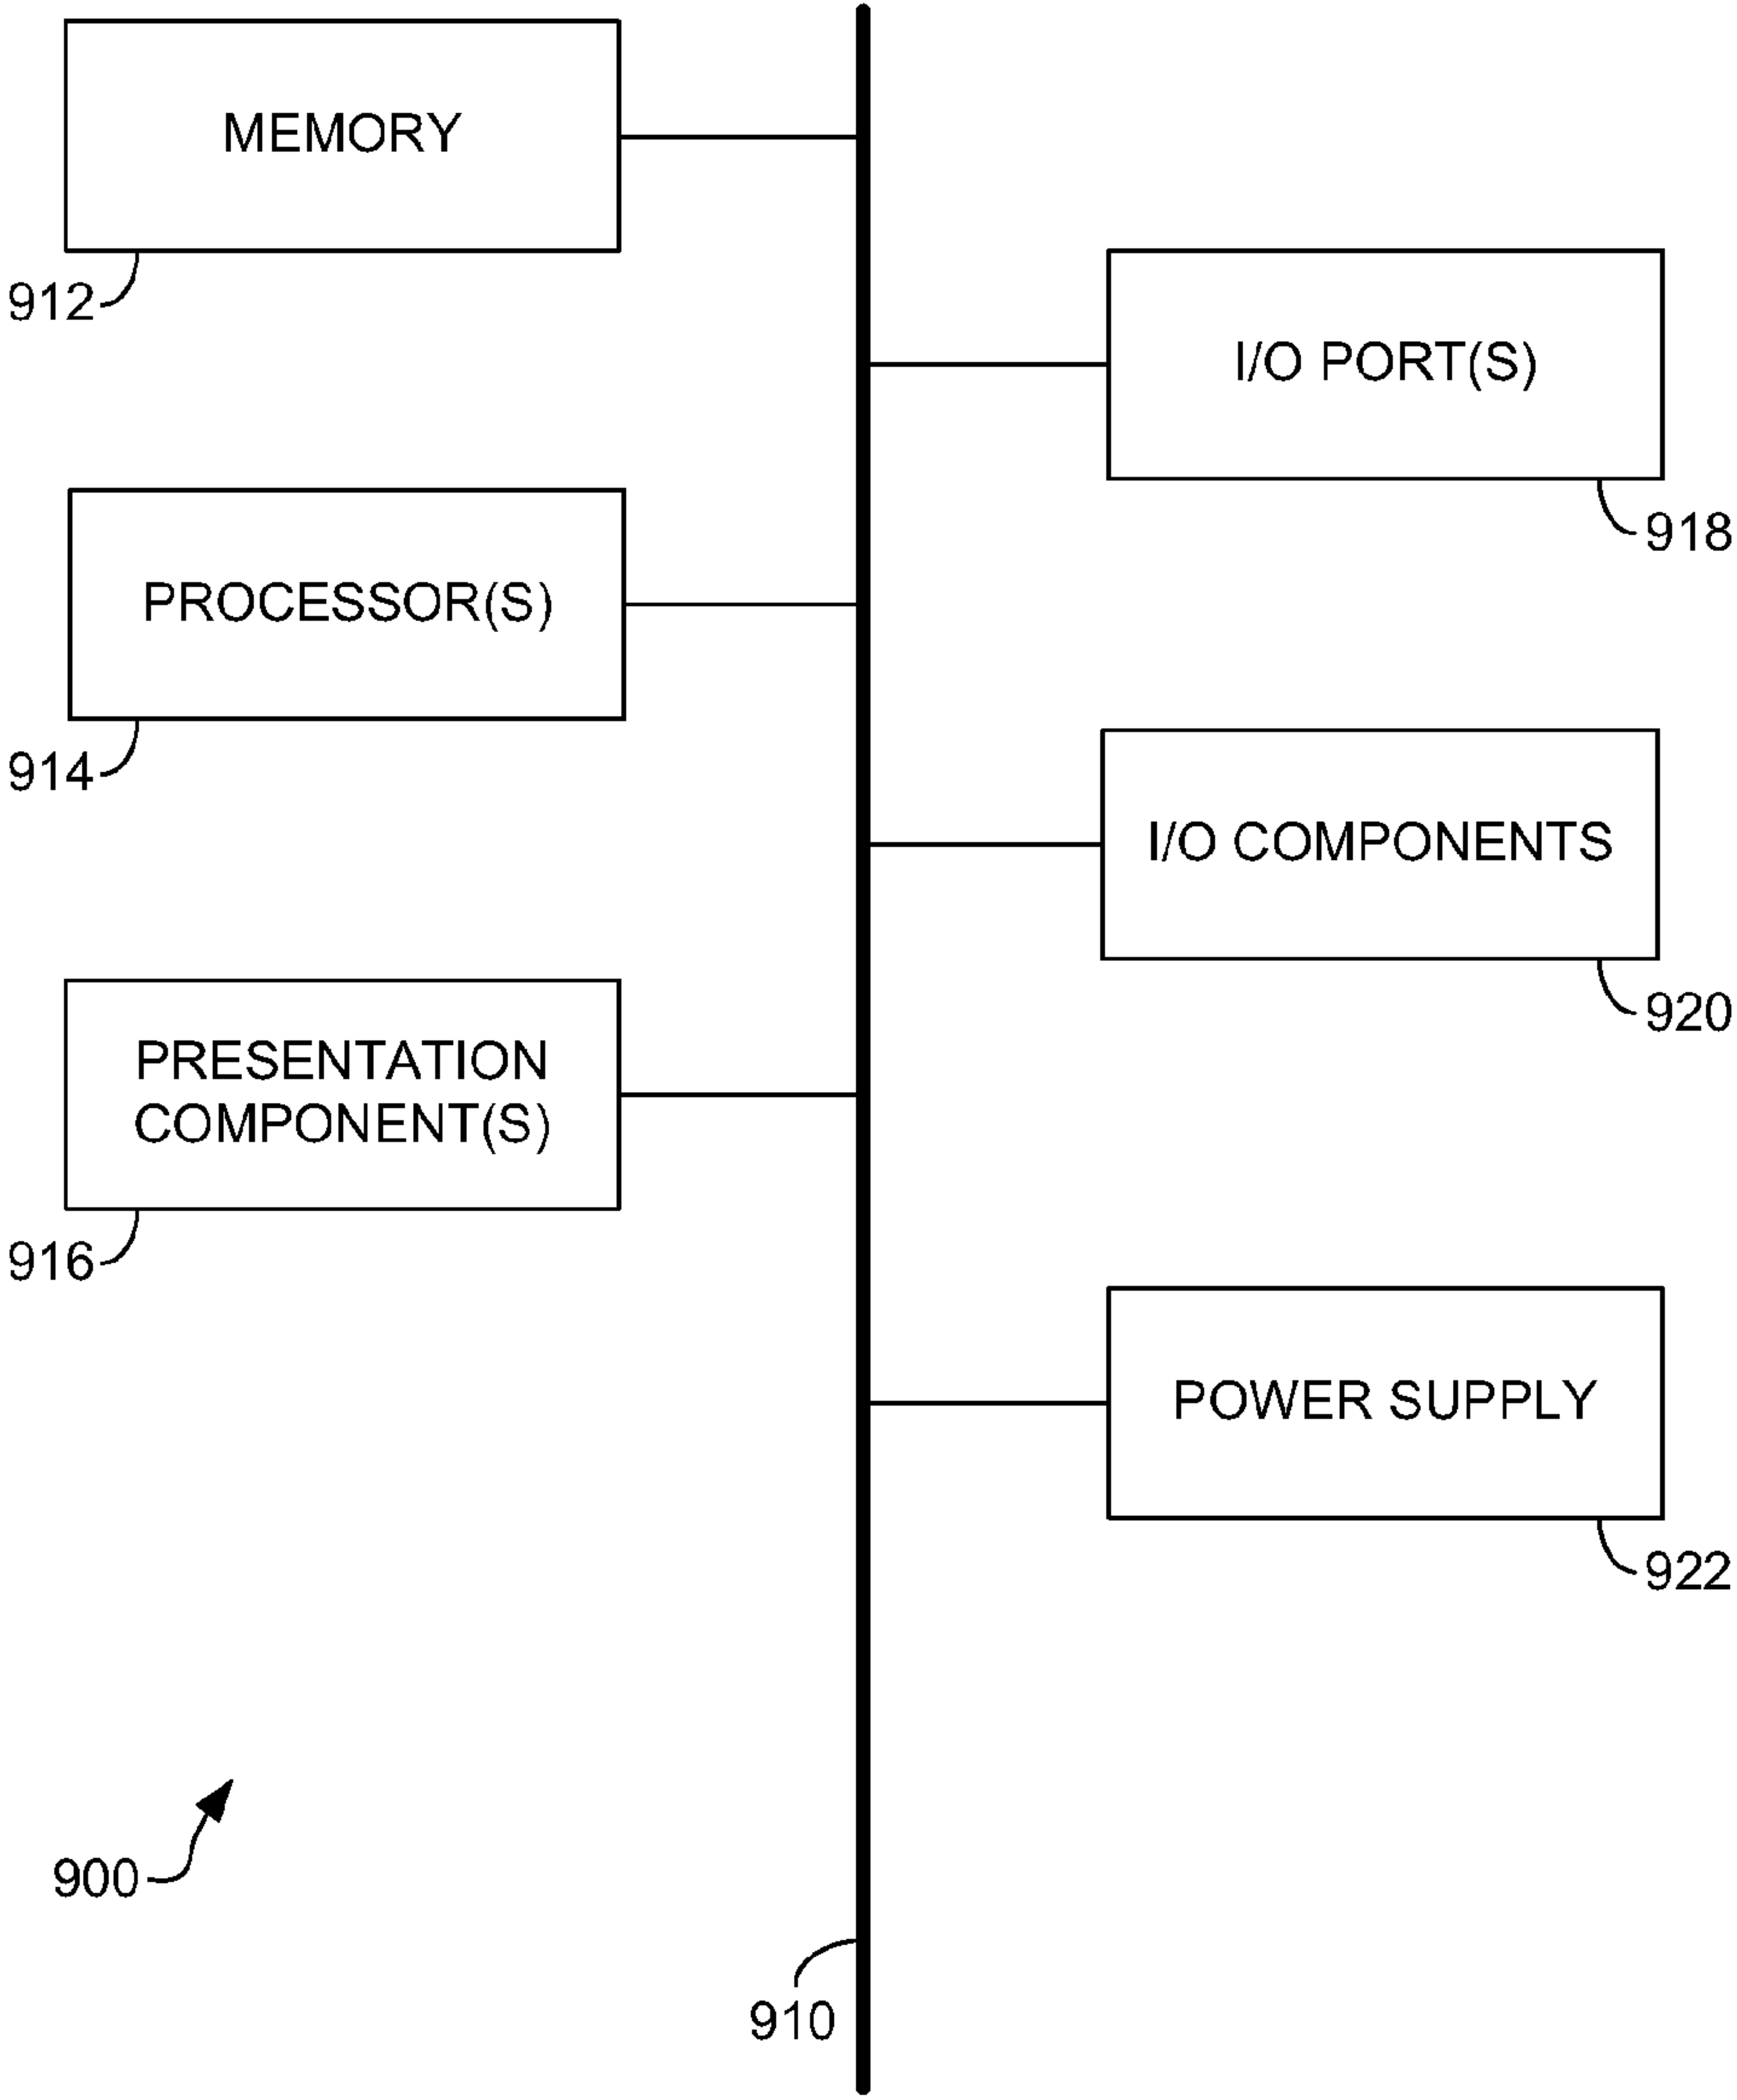 MEMORY
912
I/O PORT(S)
918
PROCESSOR(S)
914
I/O COMPONENTS
920
PRESENTATION
COMPONENT(S)
916
POWER SUPPLY
922
900
910